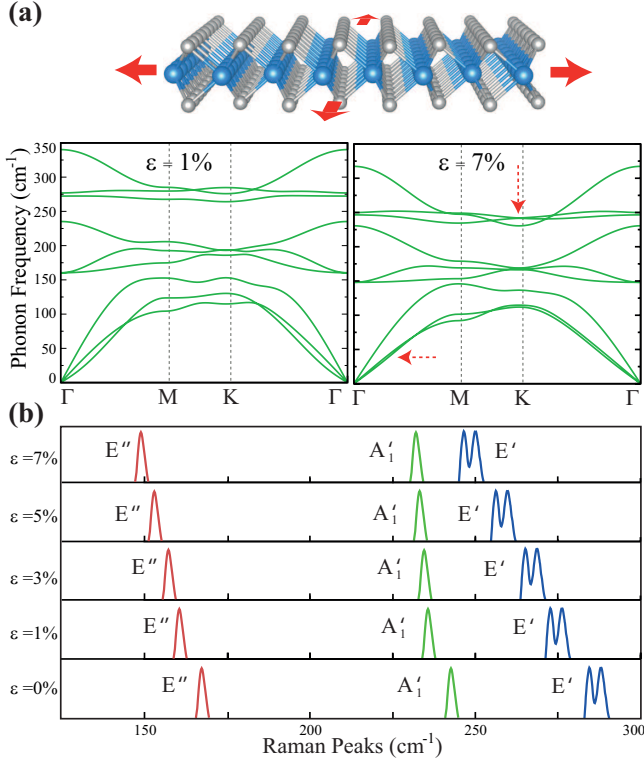 (a)
ε = 1%
ε = 7%
350
300
250
200
150
100
50
0
Phonon Frequency (cm⁻¹)
Γ M K Γ
Γ M K Γ
(b)
ε =7% E″ A′₁ E′
ε =5% E″ A′₁ E′
ε =3% E″ A′₁ E′
ε =1% E″ A′₁ E′
ε =0% E″ A′₁ E′
150 200 250 300
Raman Peaks (cm⁻¹)